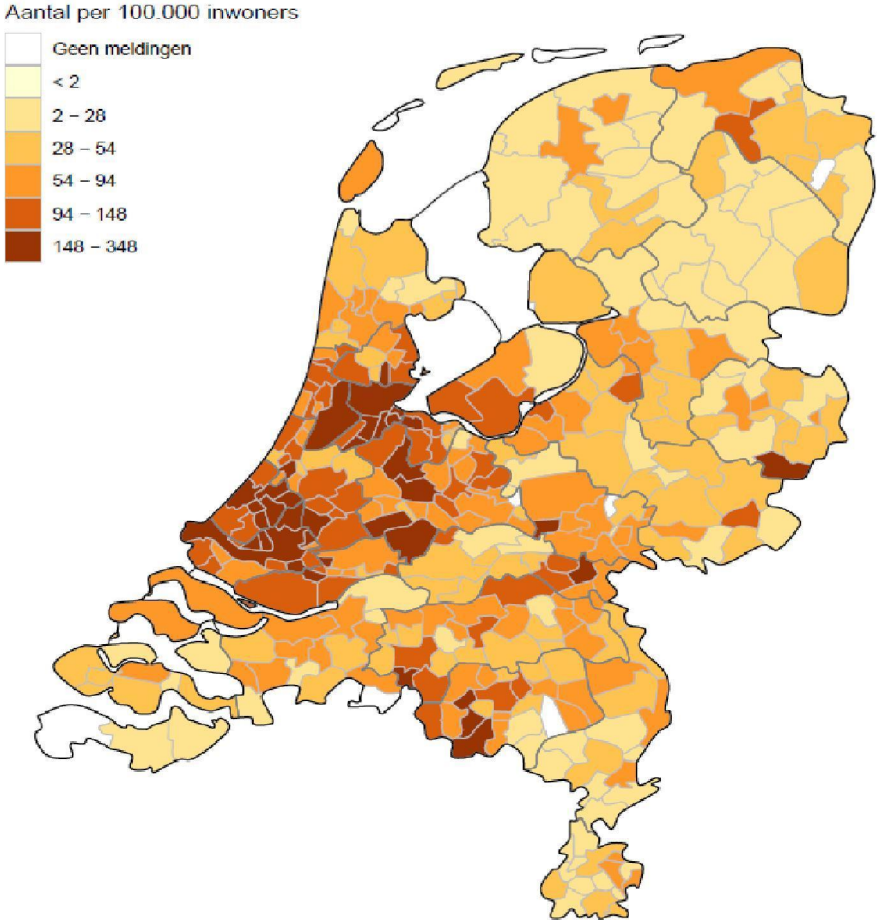 Aantal per 100.000 inwoners
Geen meldingen
< 2
2 – 28
28 – 54
54 – 94
94 – 148
148 – 348